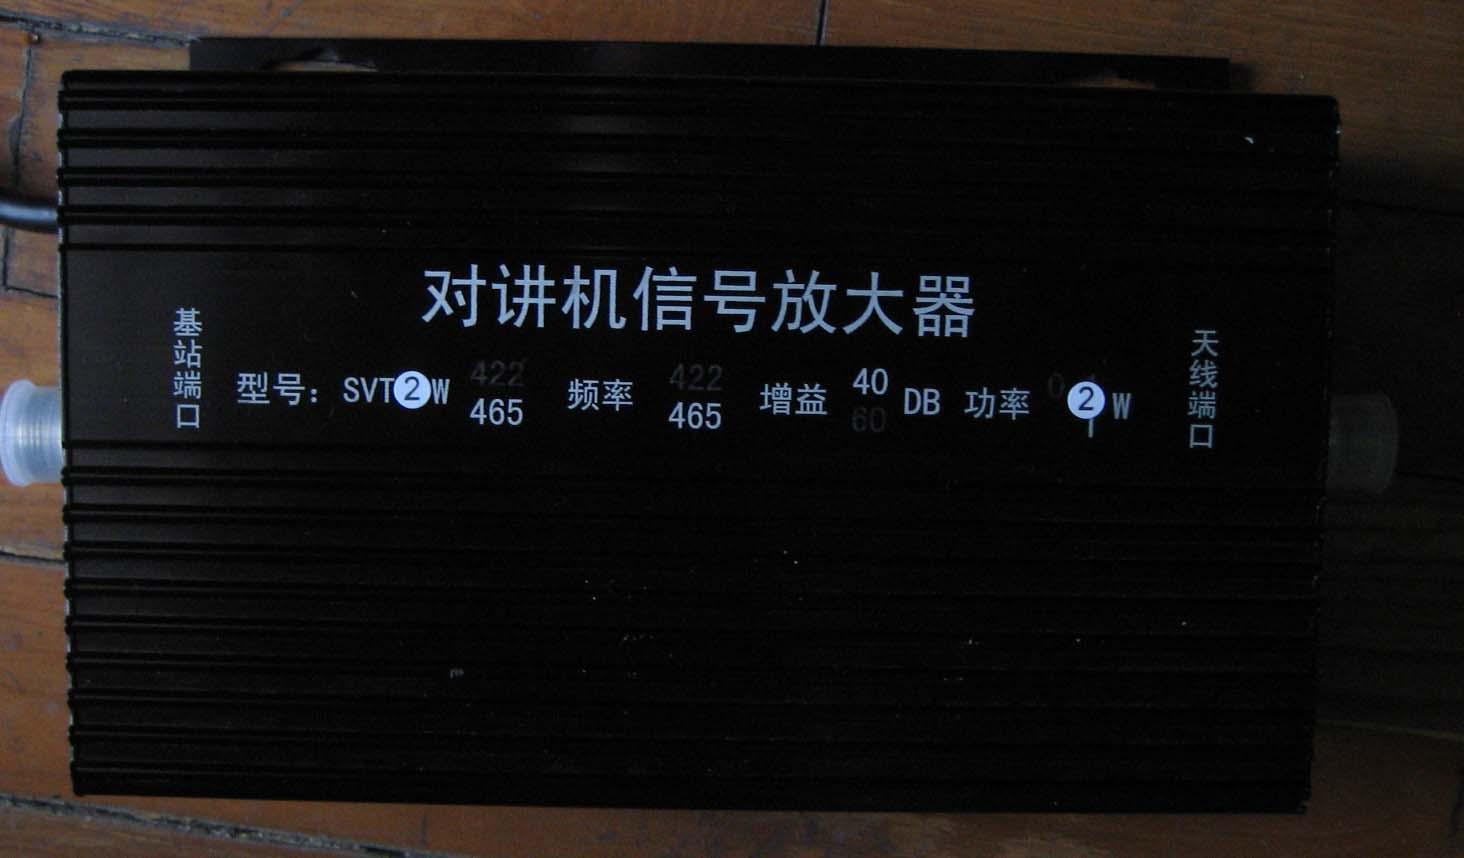 对讲机信号放大器
基站端口
型号：SVT2W 422 465 频率 422 465 增益 40 60 DB 功率 2 W
天线端口